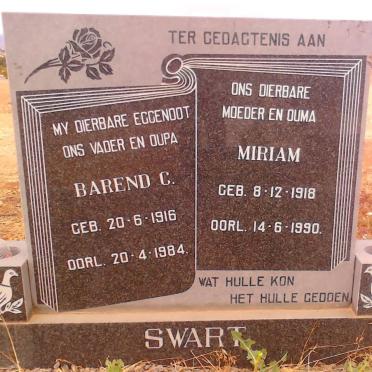 TER GEDAGTENIS AAN
MY DIERBARE EGGENOOT
ONS VADER EN OUPA
BAREND C.
GEB. 20-6-1916
OORL. 20-4-1984.
ONS DIERBARE
MOEDER EN OUMA
MIRIAM
GEB. 8-12-1918
OORL. 14-6-1990.
WAT HULLE KON
HET HULLE GEDOEN
SWART